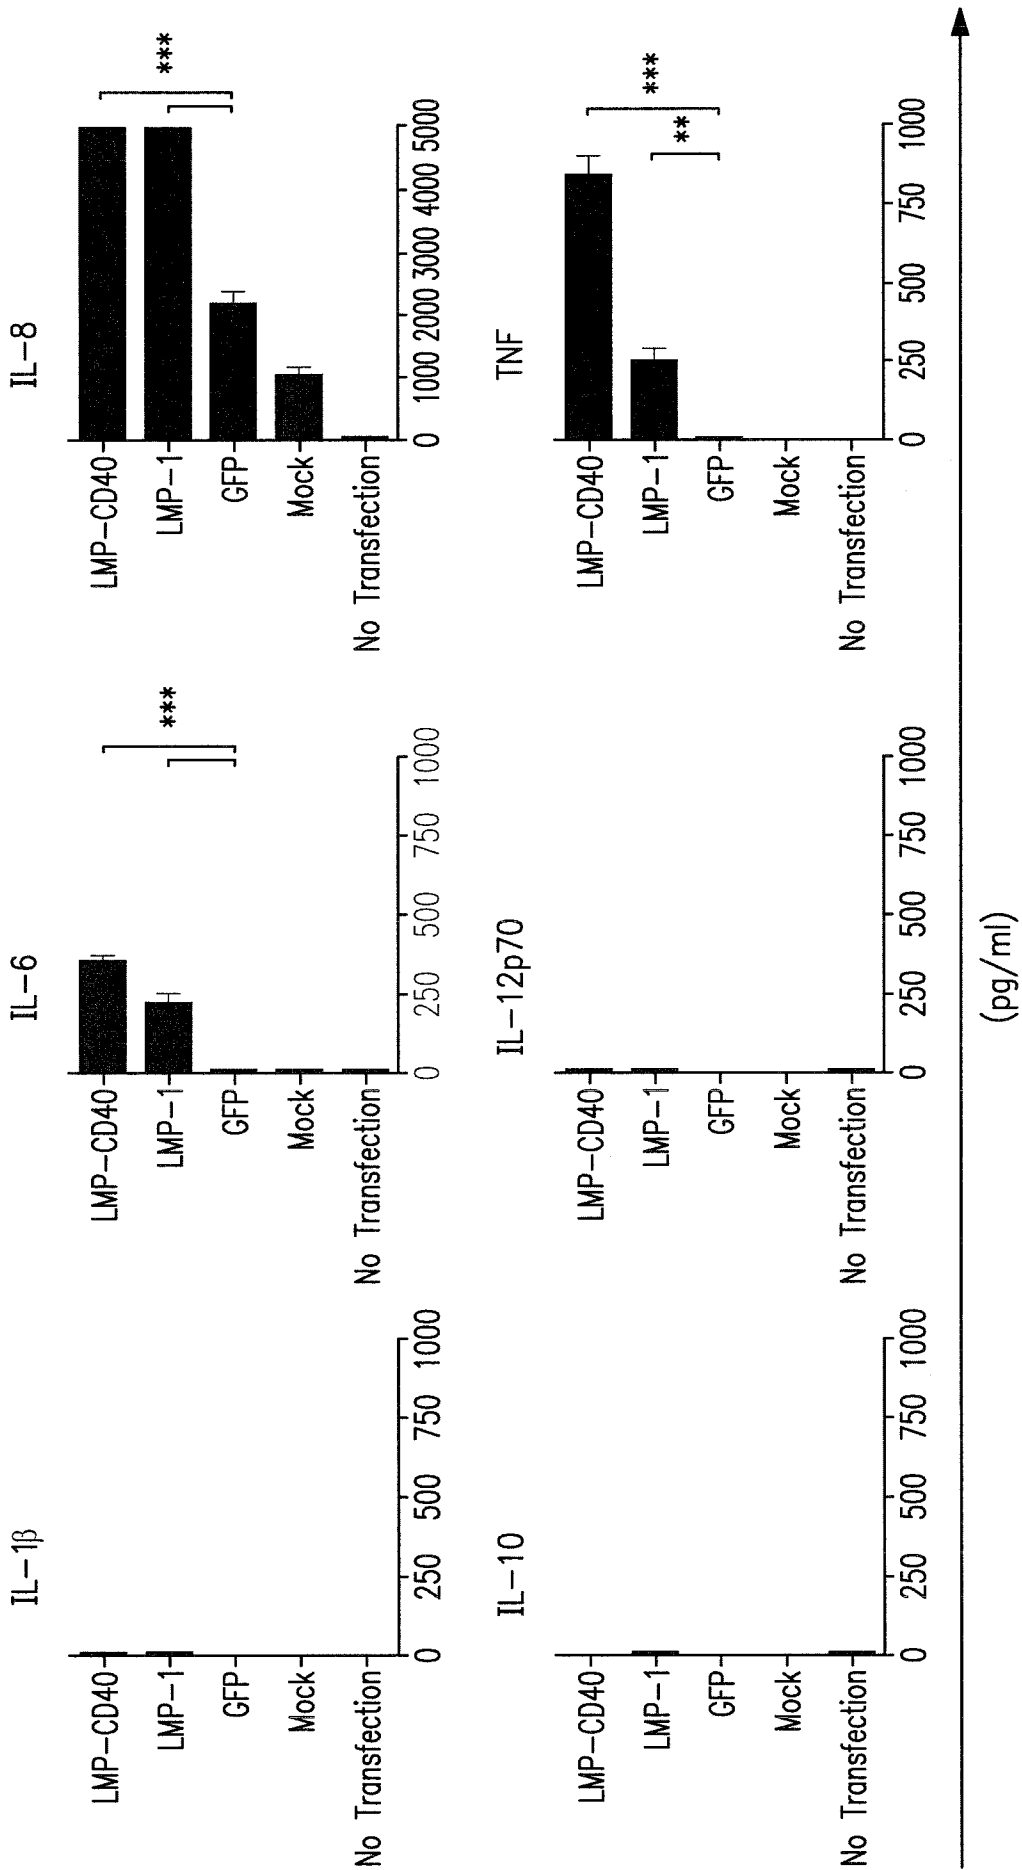 IL-1β
LMP-CD40
LMP-1
GFP
Mock
No Transfection
0 250 500 750 1000
IL-6
LMP-CD40
LMP-1
GFP
Mock
No Transfection
***
0 250 500 750 1000
IL-8
LMP-CD40
LMP-1
GFP
Mock
No Transfection
***
0 1000 2000 3000 4000 5000
IL-10
LMP-CD40
LMP-1
GFP
Mock
No Transfection
0 250 500 750 1000
IL-12p70
LMP-CD40
LMP-1
GFP
Mock
No Transfection
0 250 500 750 1000
TNF
LMP-CD40
LMP-1
GFP
Mock
No Transfection
***
**
0 250 500 750 1000
(pg/ml)